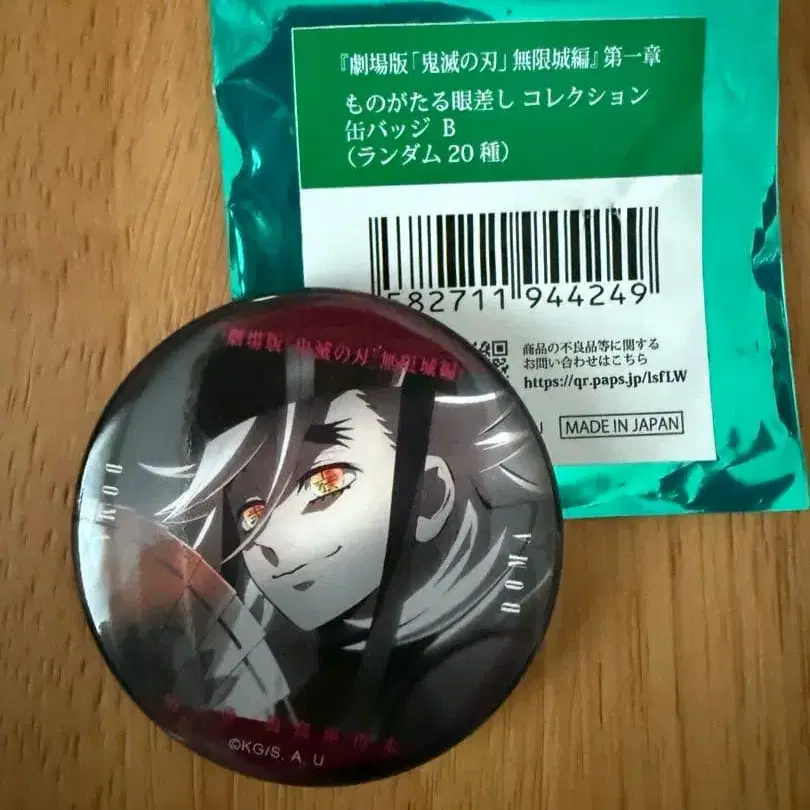 『劇場版「鬼滅の刃」無限城編』第一章
ものがたる眼差し コレクション
缶バッジ B
（ランダム20種）
582711 944249
商品の不良品等に関する
お問い合わせはこちら
https://qr.paps.jp/lsfLW
MADE IN JAPAN
劇場版「鬼滅の刃」無限城編
DOMA
DOMA
©KG/S, A, U